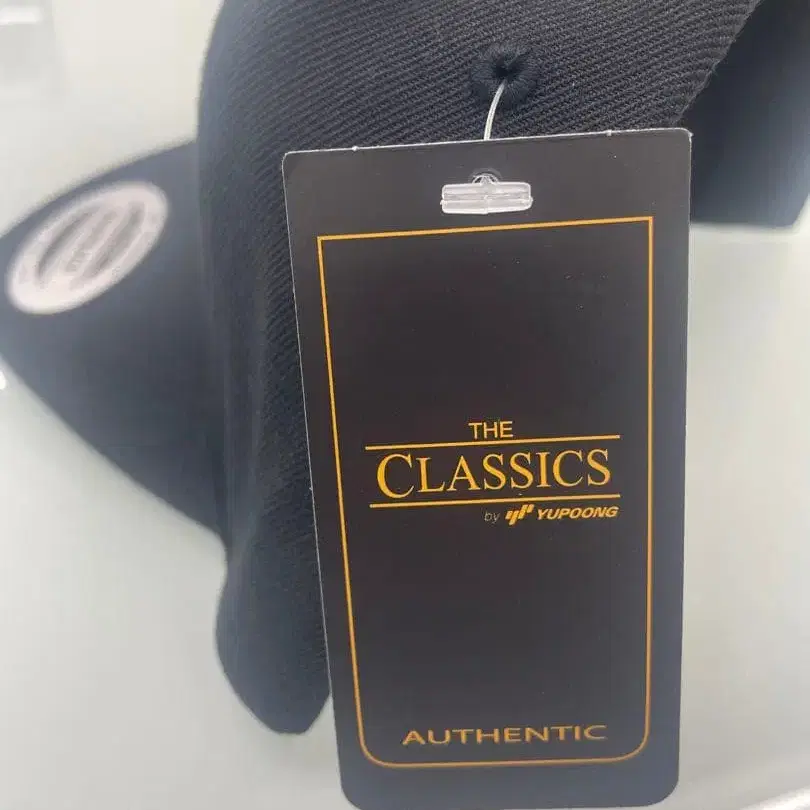 THE
CLASSICS
by YUPOONG
AUTHENTIC